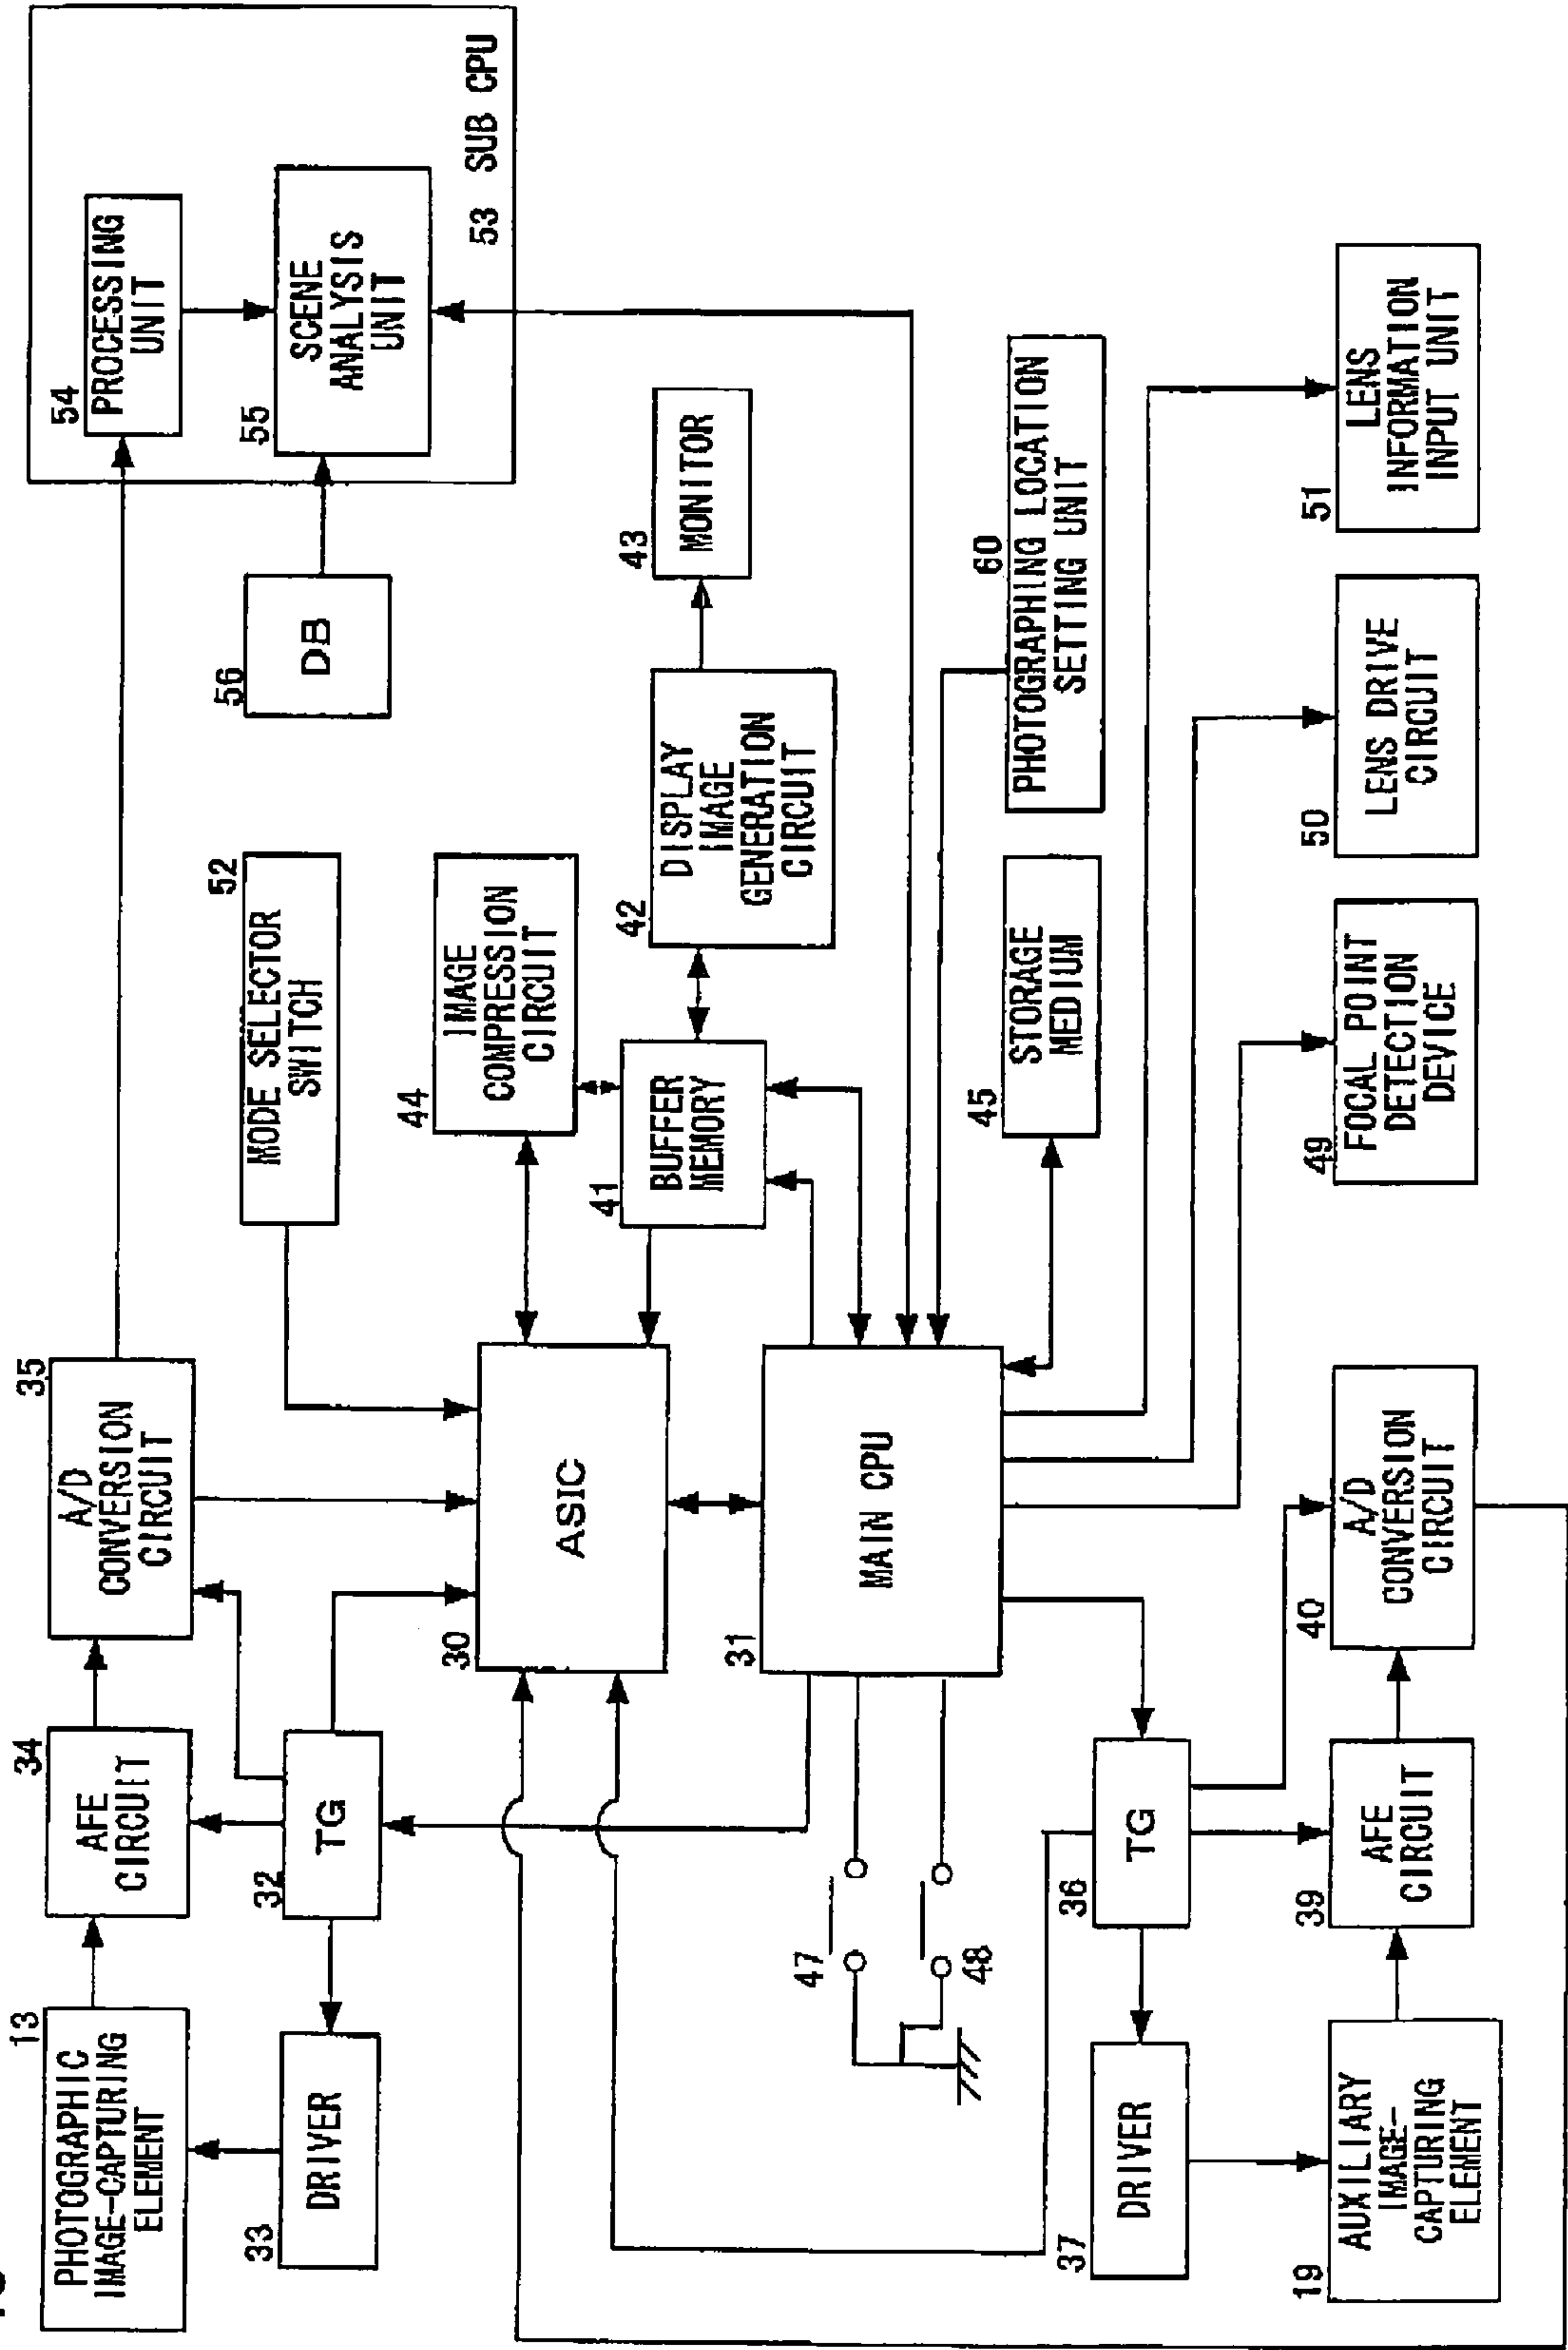 13
PHOTOGRAPHIC
IMAGE-CAPTURING
ELEMENT
34
AFE
CIRCUIT
35
A/D
CONVERSION
CIRCUIT
54
PROCESSING
UNIT
55
SCENE
ANALYSIS
UNIT
53 SUB CPU
33
DRIVER
32
TG
52
MODE SELECTOR
SWITCH
56
DB
30
ASIC
44
IMAGE
COMPRESSION
CIRCUIT
41
BUFFER
MEMORY
42
DISPLAY
IMAGE
GENERATION
CIRCUIT
43
MONITOR
47
48
31
MAIN CPU
45
STORAGE
MEDIUM
60
PHOTOGRAPHING LOCATION
SETTING UNIT
37
DRIVER
36
TG
19
AUXILIARY
IMAGE-
CAPTURING
ELEMENT
39
AFE
CIRCUIT
40
A/D
CONVERSION
CIRCUIT
49
FOCAL POINT
DETECTION
DEVICE
50
LENS DRIVE
CIRCUIT
51
LENS
INFORMATION
INPUT UNIT